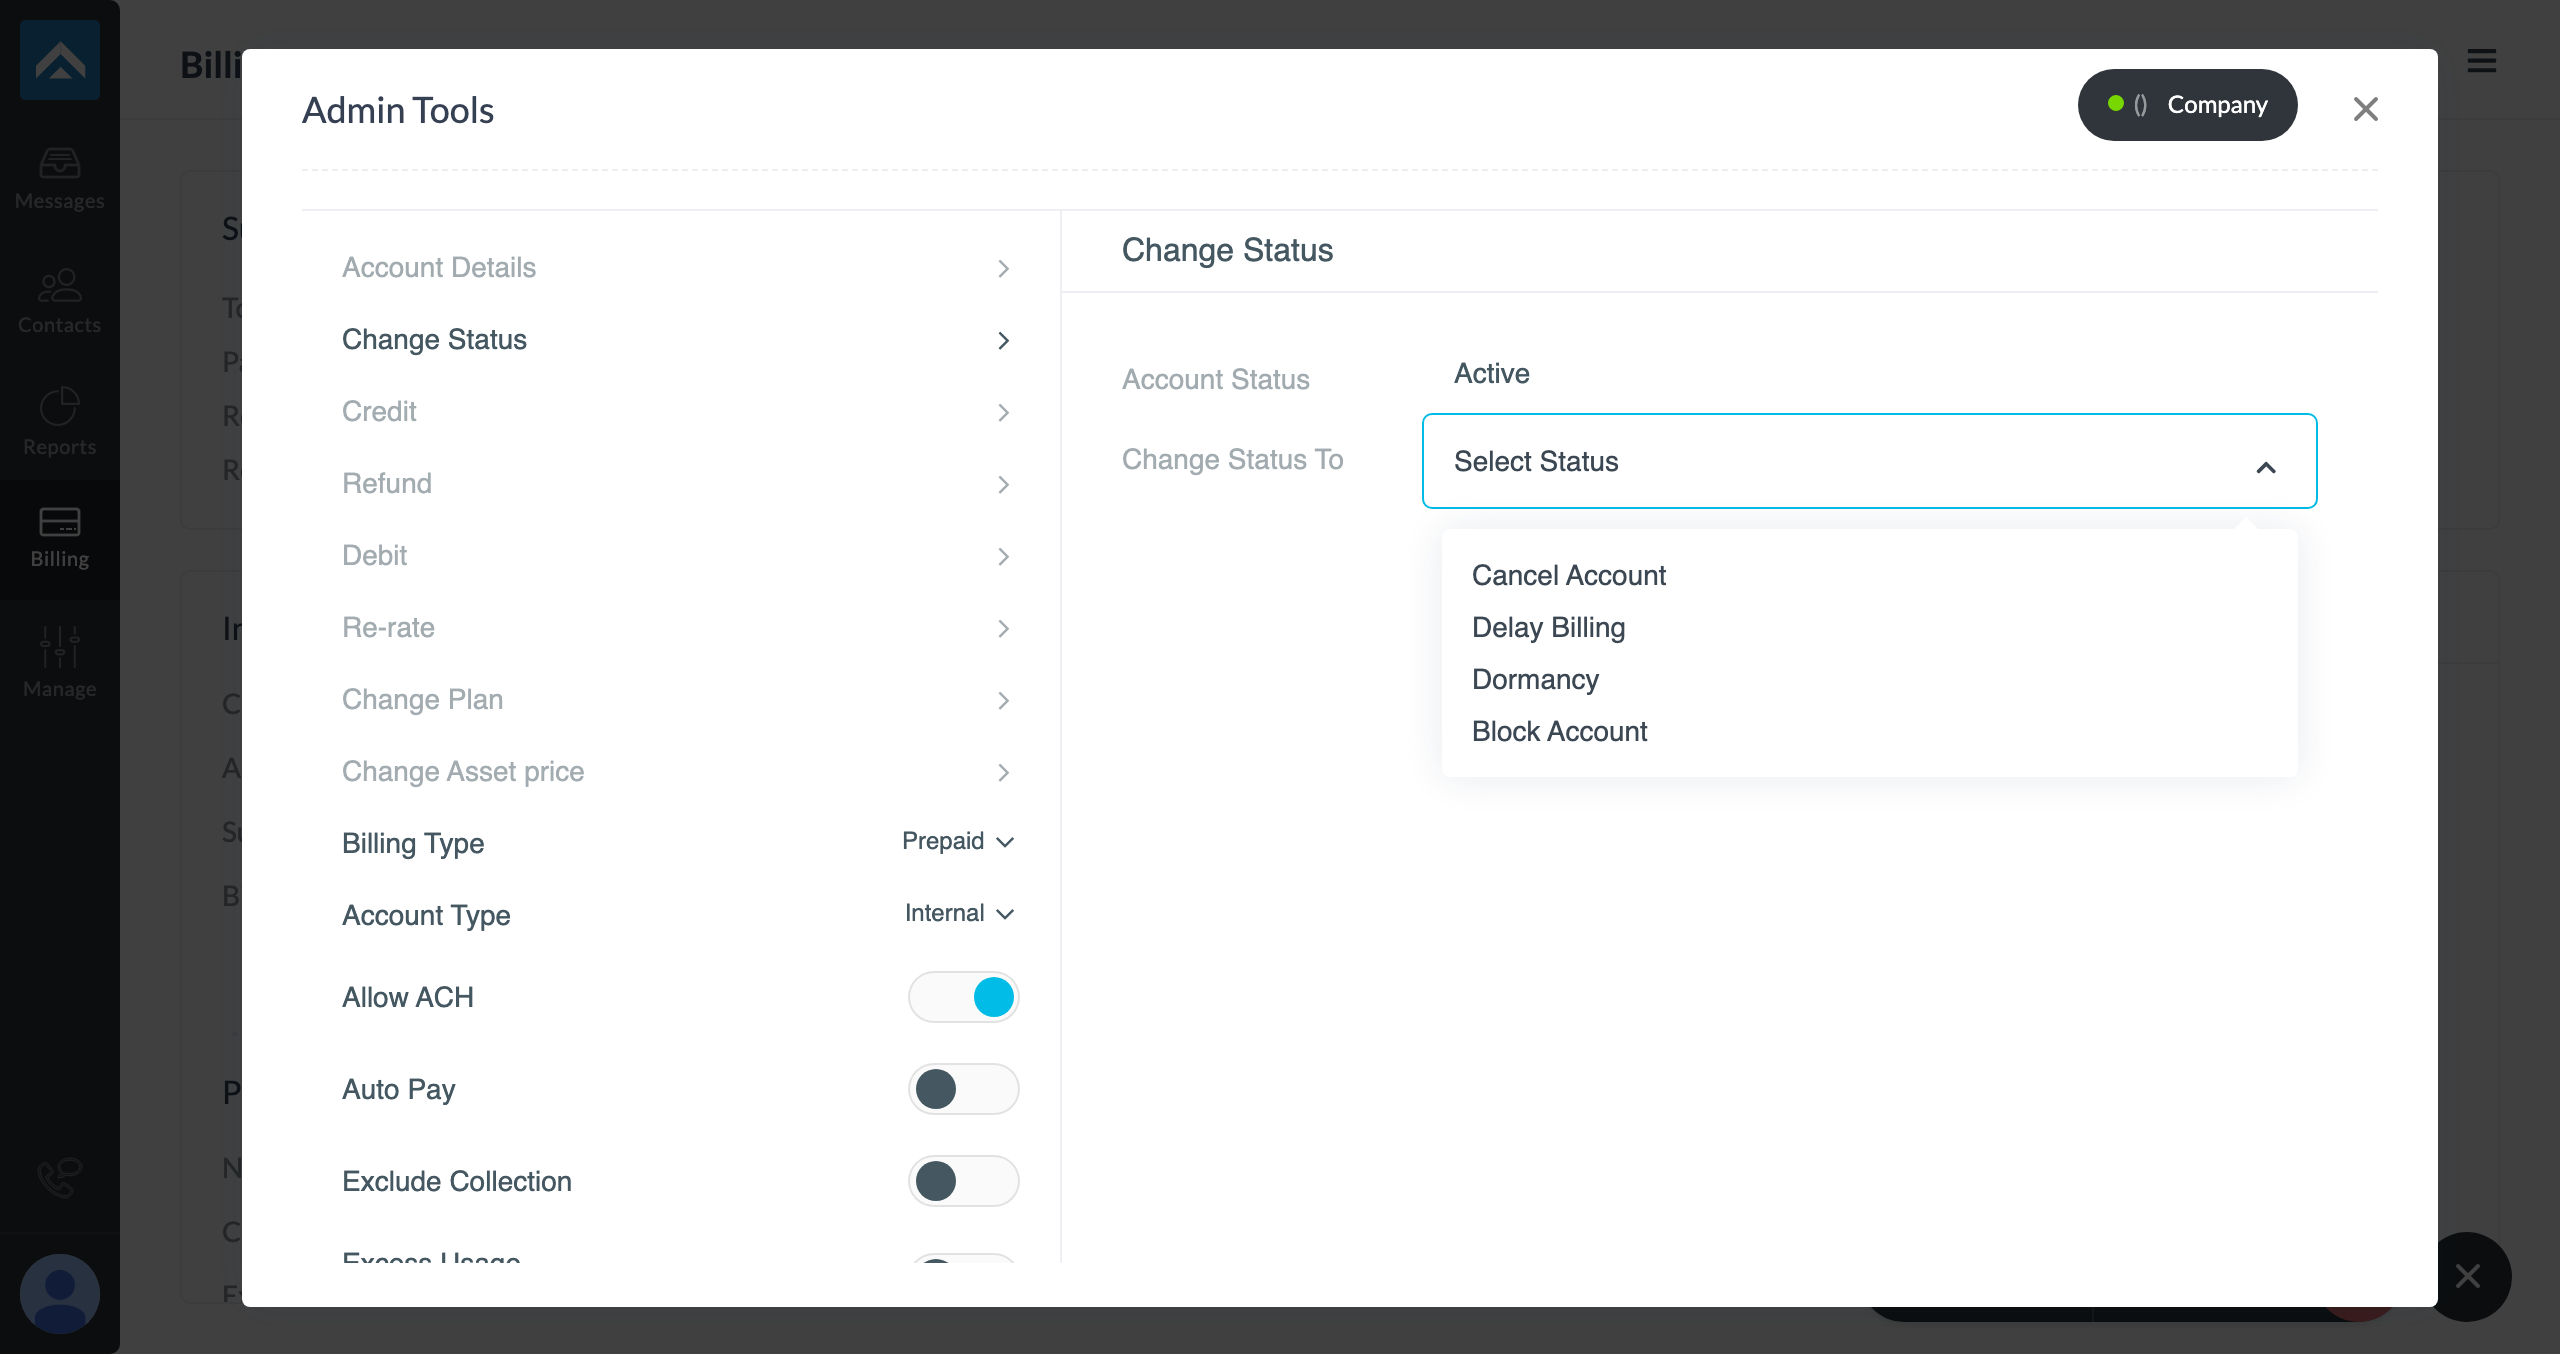 Billi
Admin Tools
() Company
Messages
Contacts
Reports
Billing
Manage
Account Details
Change Status
Credit
Refund
Debit
Re-rate
Change Plan
Change Asset price
Billing Type Prepaid
Account Type Internal
Allow ACH
Auto Pay
Exclude Collection
Excess Usage
Change Status
Account Status Active
Change Status To Select Status
Cancel Account
Delay Billing
Dormancy
Block Account